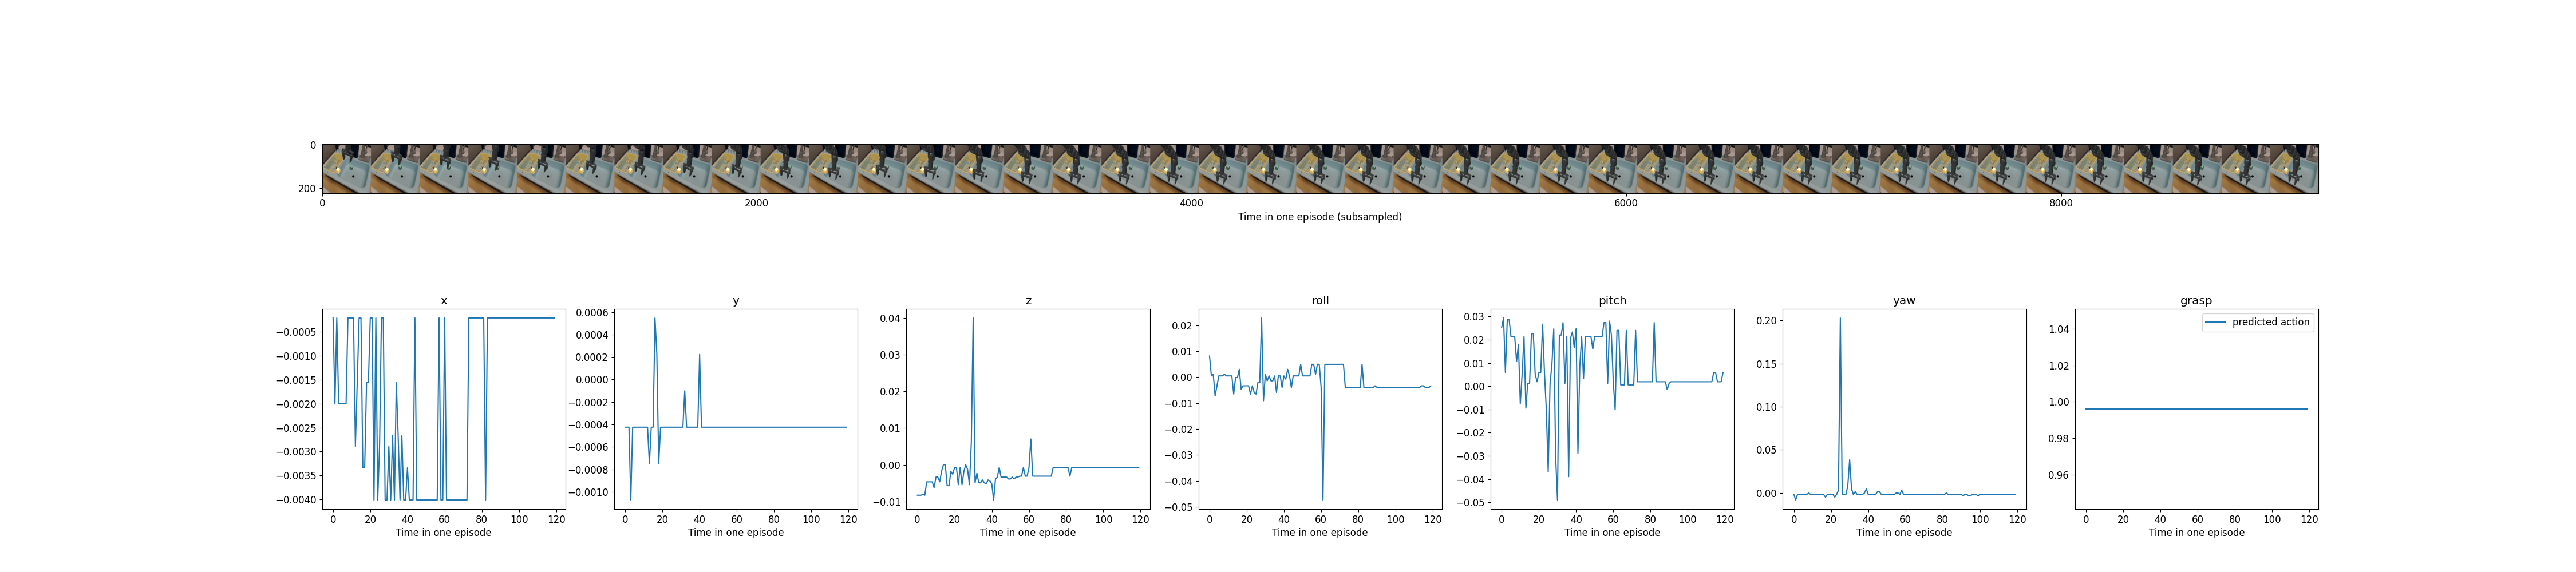 0
200
0 2000 4000 6000 8000
Time in one episode (subsampled)
x
−0.0005
−0.0010
−0.0015
−0.0020
−0.0025
−0.0030
−0.0035
−0.0040
0 20 40 60 80 100 120
Time in one episode
y
0.0006
0.0004
0.0002
0.0000
−0.0002
−0.0004
−0.0006
−0.0008
−0.0010
0 20 40 60 80 100 120
Time in one episode
z
0.04
0.03
0.02
0.01
0.00
−0.01
0 20 40 60 80 100 120
Time in one episode
roll
0.02
0.01
0.00
−0.01
−0.02
−0.03
−0.04
−0.05
0 20 40 60 80 100 120
Time in one episode
pitch
0.03
0.02
0.01
0.00
−0.01
−0.02
−0.03
−0.04
−0.05
0 20 40 60 80 100 120
Time in one episode
yaw
0.20
0.15
0.10
0.05
0.00
0 20 40 60 80 100 120
Time in one episode
grasp
predicted action
1.04
1.02
1.00
0.98
0.96
0 20 40 60 80 100 120
Time in one episode